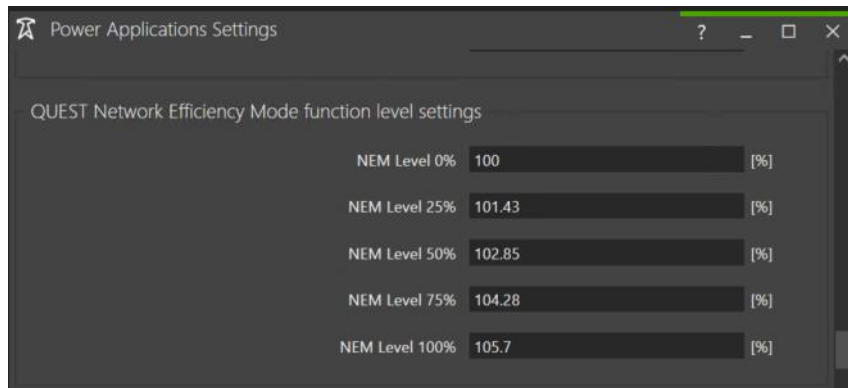 Power Applications Settings ?
QUEST Network Efficiency Mode function level settings
NEM Level 0% 100 [%]
NEM Level 25% 101.43 [%]
NEM Level 50% 102.85 [%]
NEM Level 75% 104.28 [%]
NEM Level 100% 105.7 [%]